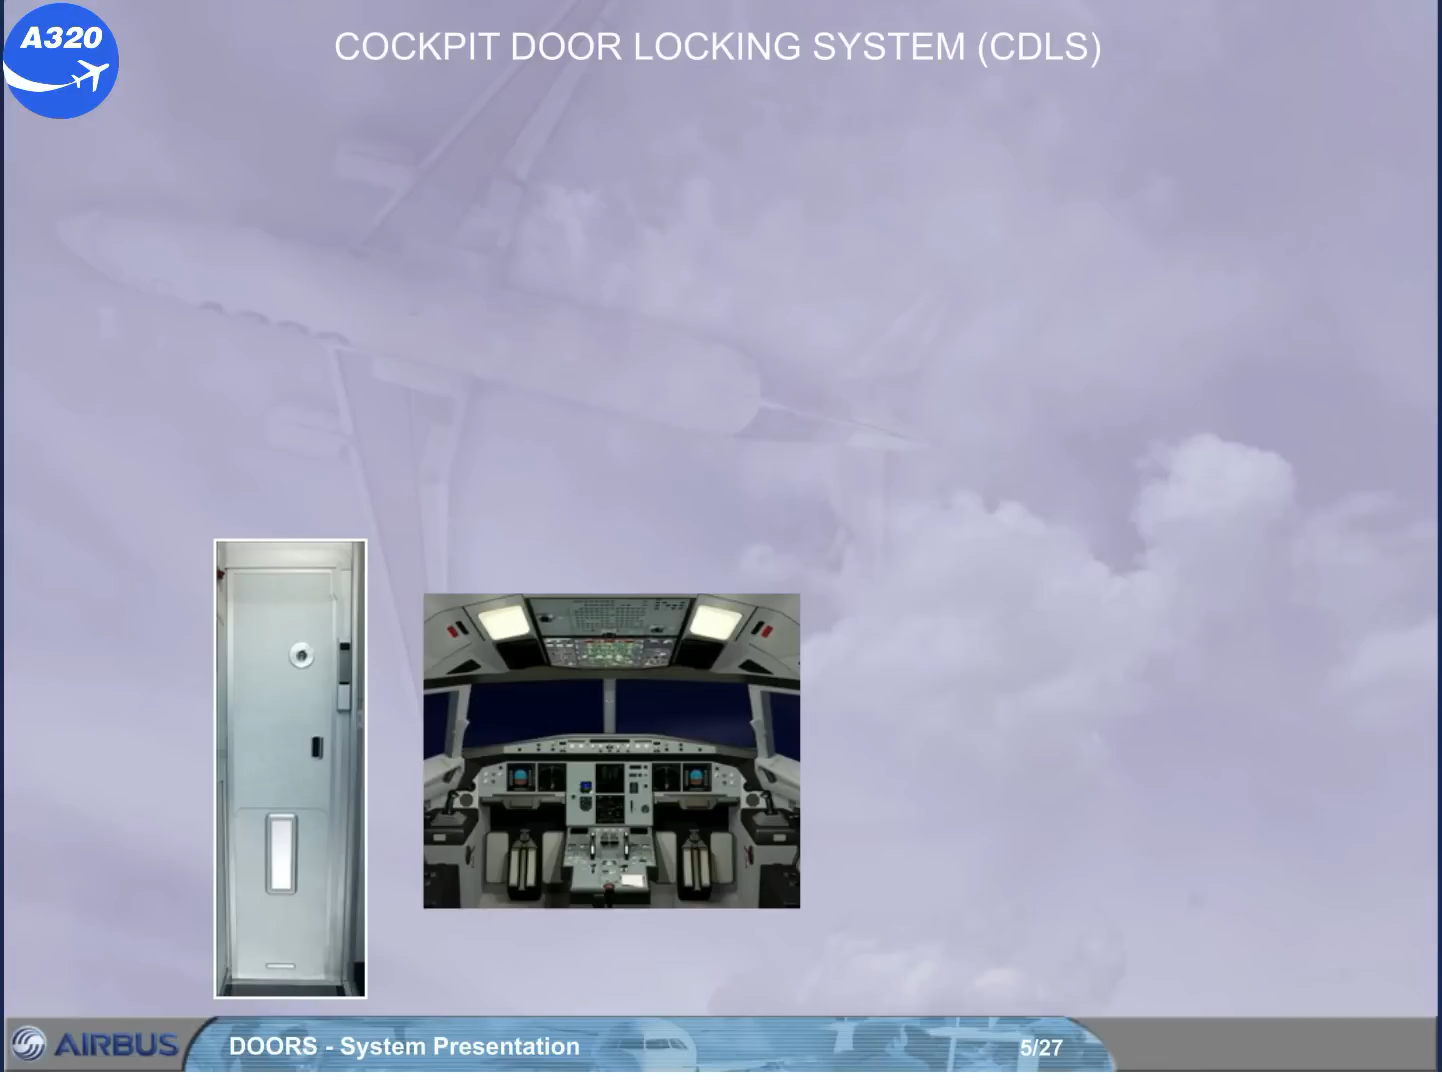 A320
COCKPIT DOOR LOCKING SYSTEM (CDLS)
AIRBUS
DOORS - System Presentation
5/27